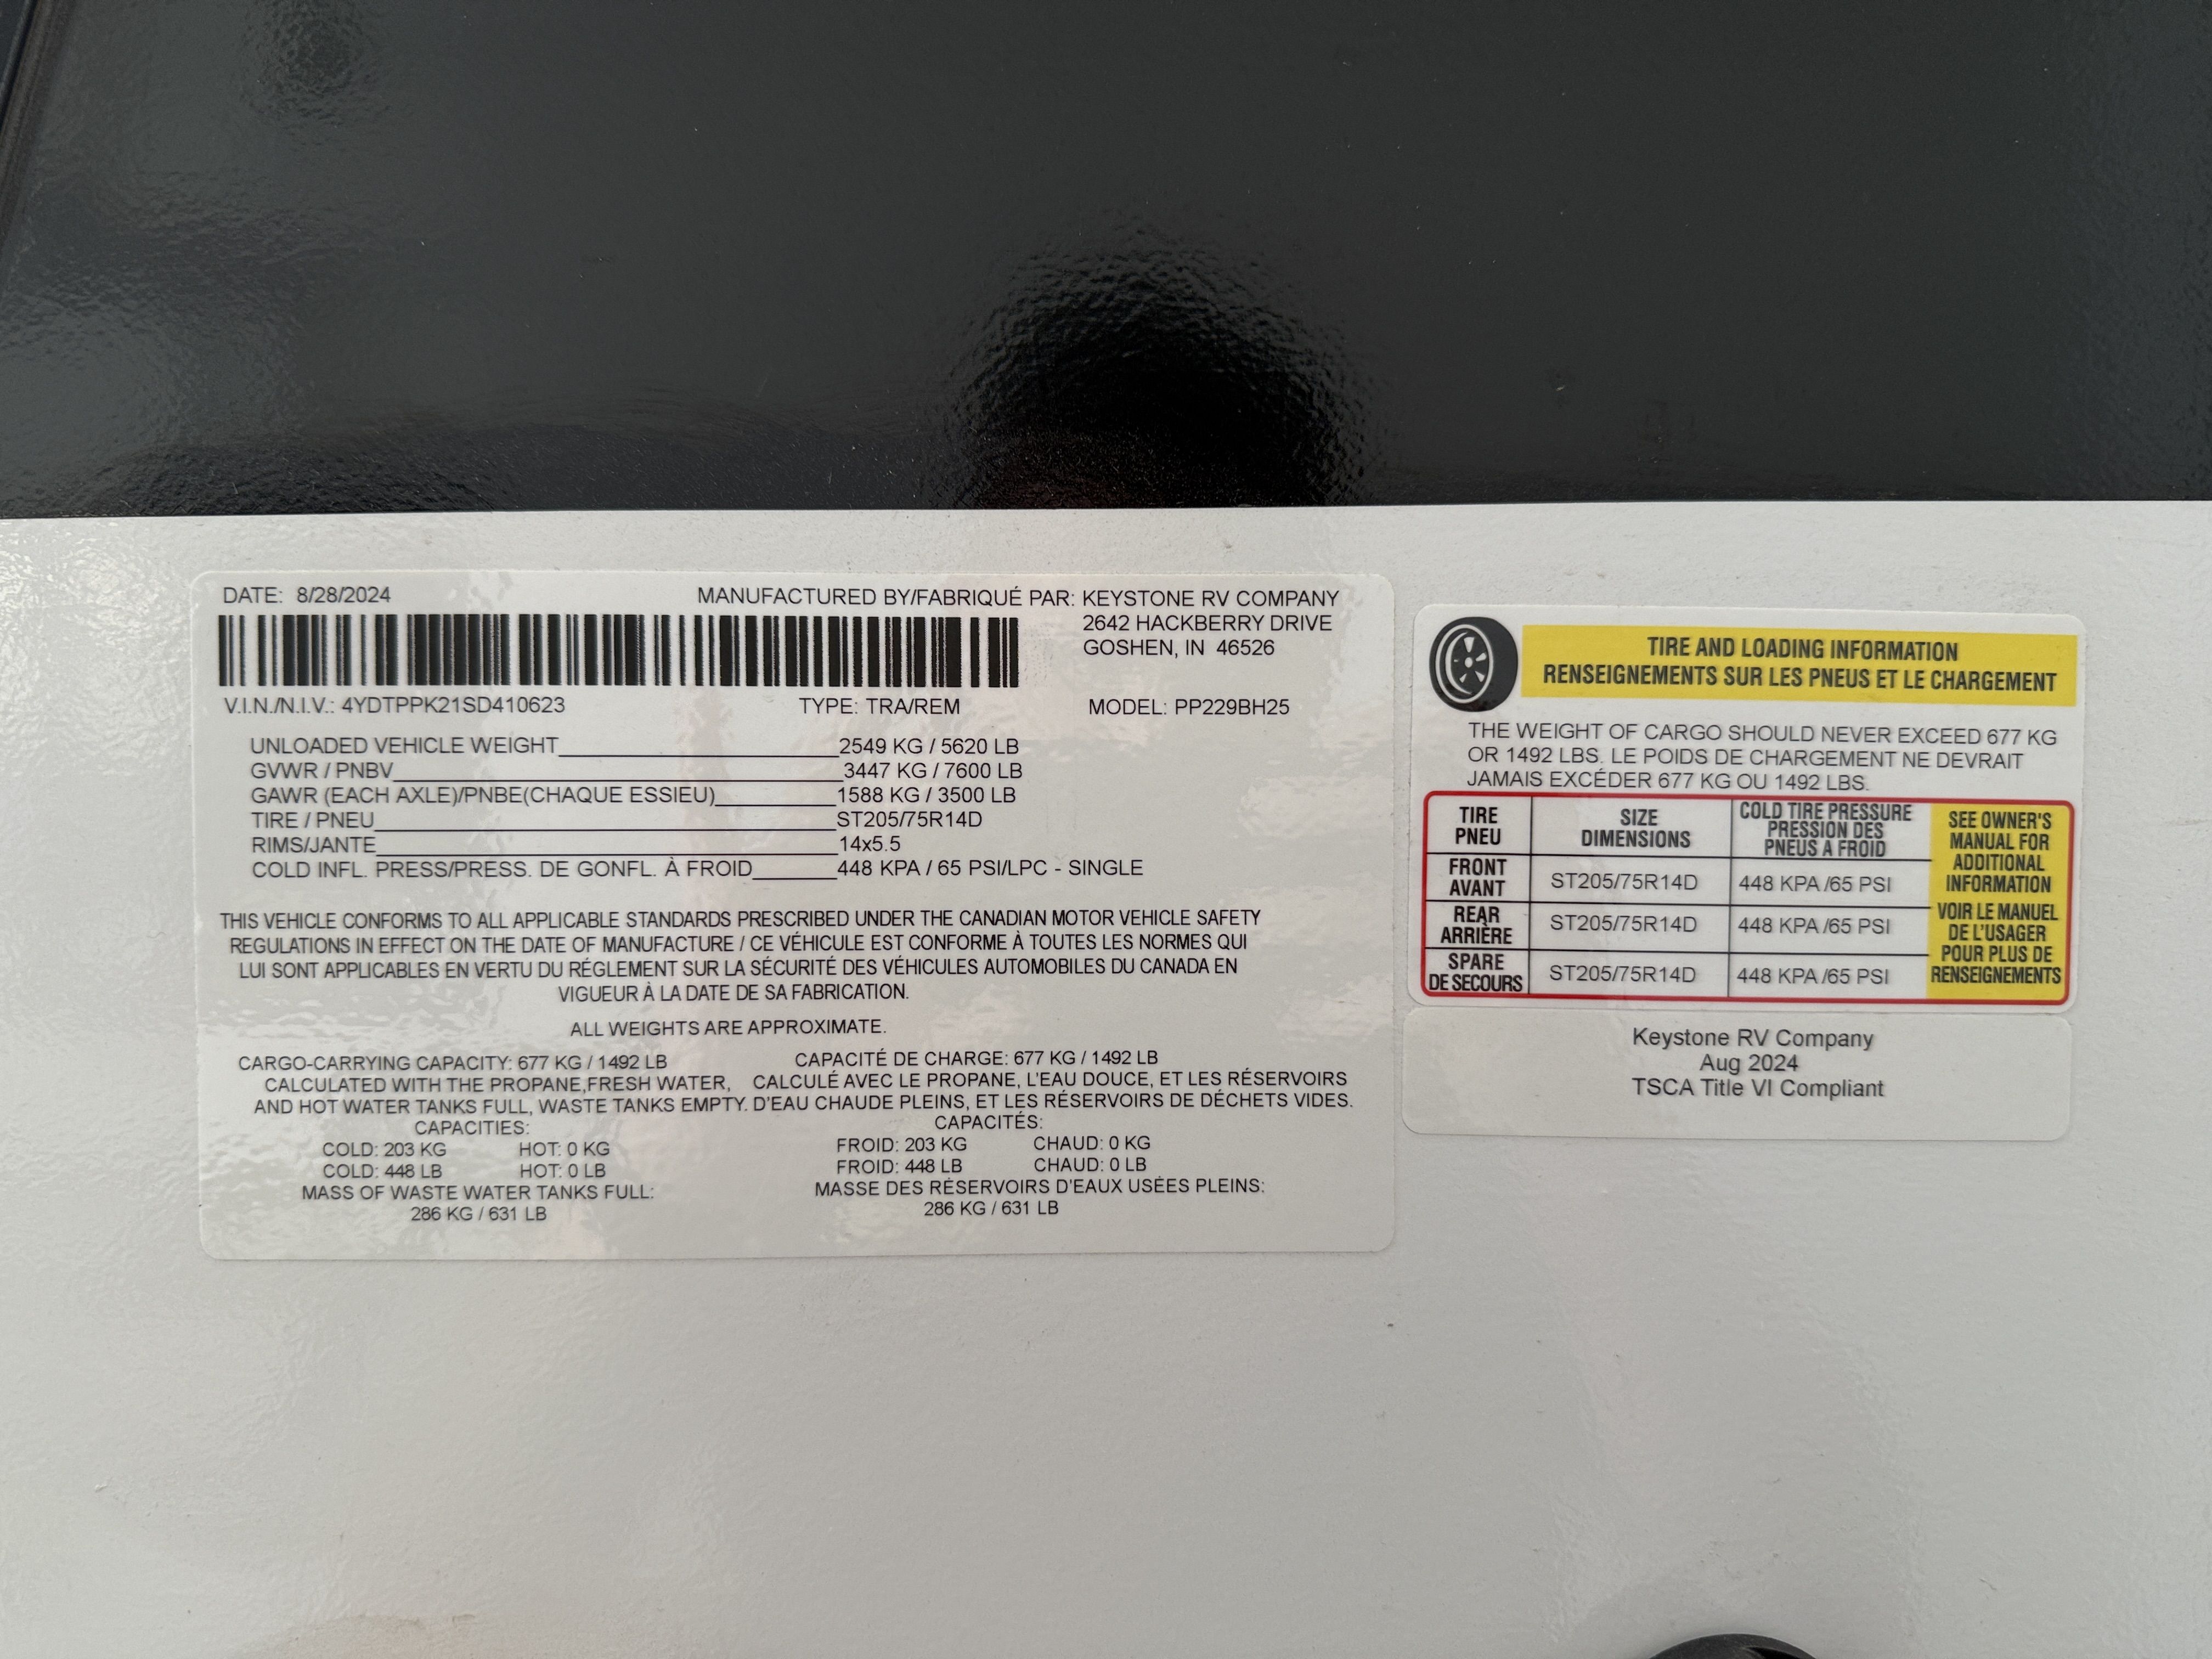 DATE: 8/28/2024
MANUFACTURED BY/FABRIQUÉ PAR: KEYSTONE RV COMPANY
2642 HACKBERRY DRIVE
GOSHEN, IN 46526
V.I.N./N.I.V.: 4YDTPPK21SD410623 TYPE: TRA/REM MODEL: PP229BH25
UNLOADED VEHICLE WEIGHT 2549 KG / 5620 LB
GVWR / PNBV 3447 KG / 7600 LB
GAWR (EACH AXLE)/PNBE(CHAQUE ESSIEU) 1588 KG / 3500 LB
TIRE / PNEU ST205/75R14D
RIMS/JANTE 14x5.5
COLD INFL. PRESS/PRESS. DE GONFL. À FROID 448 KPA / 65 PSI/LPC - SINGLE
THIS VEHICLE CONFORMS TO ALL APPLICABLE STANDARDS PRESCRIBED UNDER THE CANADIAN MOTOR VEHICLE SAFETY
REGULATIONS IN EFFECT ON THE DATE OF MANUFACTURE / CE VÉHICULE EST CONFORME À TOUTES LES NORMES QUI
LUI SONT APPLICABLES EN VERTU DU RÉGLEMENT SUR LA SÉCURITÉ DES VÉHICULES AUTOMOBILES DU CANADA EN
VIGUEUR À LA DATE DE SA FABRICATION.
ALL WEIGHTS ARE APPROXIMATE.
CARGO-CARRYING CAPACITY: 677 KG / 1492 LB
CALCULATED WITH THE PROPANE,FRESH WATER,
AND HOT WATER TANKS FULL, WASTE TANKS EMPTY.
CAPACITIES:
COLD: 203 KG HOT: 0 KG
COLD: 448 LB HOT: 0 LB
MASS OF WASTE WATER TANKS FULL:
286 KG / 631 LB
CAPACITÉ DE CHARGE: 677 KG / 1492 LB
CALCULÉ AVEC LE PROPANE, L'EAU DOUCE, ET LES RÉSERVOIRS
D'EAU CHAUDE PLEINS, ET LES RÉSERVOIRS DE DÉCHETS VIDES.
CAPACITÉS:
FROID: 203 KG CHAUD: 0 KG
FROID: 448 LB CHAUD: 0 LB
MASSE DES RÉSERVOIRS D'EAUX USÉES PLEINS:
286 KG / 631 LB
TIRE AND LOADING INFORMATION
RENSEIGNEMENTS SUR LES PNEUS ET LE CHARGEMENT
THE WEIGHT OF CARGO SHOULD NEVER EXCEED 677 KG
OR 1492 LBS. LE POIDS DE CHARGEMENT NE DEVRAIT
JAMAIS EXCÉDER 677 KG OU 1492 LBS.
TIRE
PNEU
SIZE
DIMENSIONS
COLD TIRE PRESSURE
PRESSION DES
PNEUS A FROID
FRONT
AVANT
ST205/75R14D 448 KPA /65 PSI
REAR
ARRIÈRE
ST205/75R14D 448 KPA /65 PSI
SPARE
DE SECOURS
ST205/75R14D 448 KPA /65 PSI
SEE OWNER'S
MANUAL FOR
ADDITIONAL
INFORMATION
VOIR LE MANUEL
DE L'USAGER
POUR PLUS DE
RENSEIGNEMENTS
Keystone RV Company
Aug 2024
TSCA Title VI Compliant